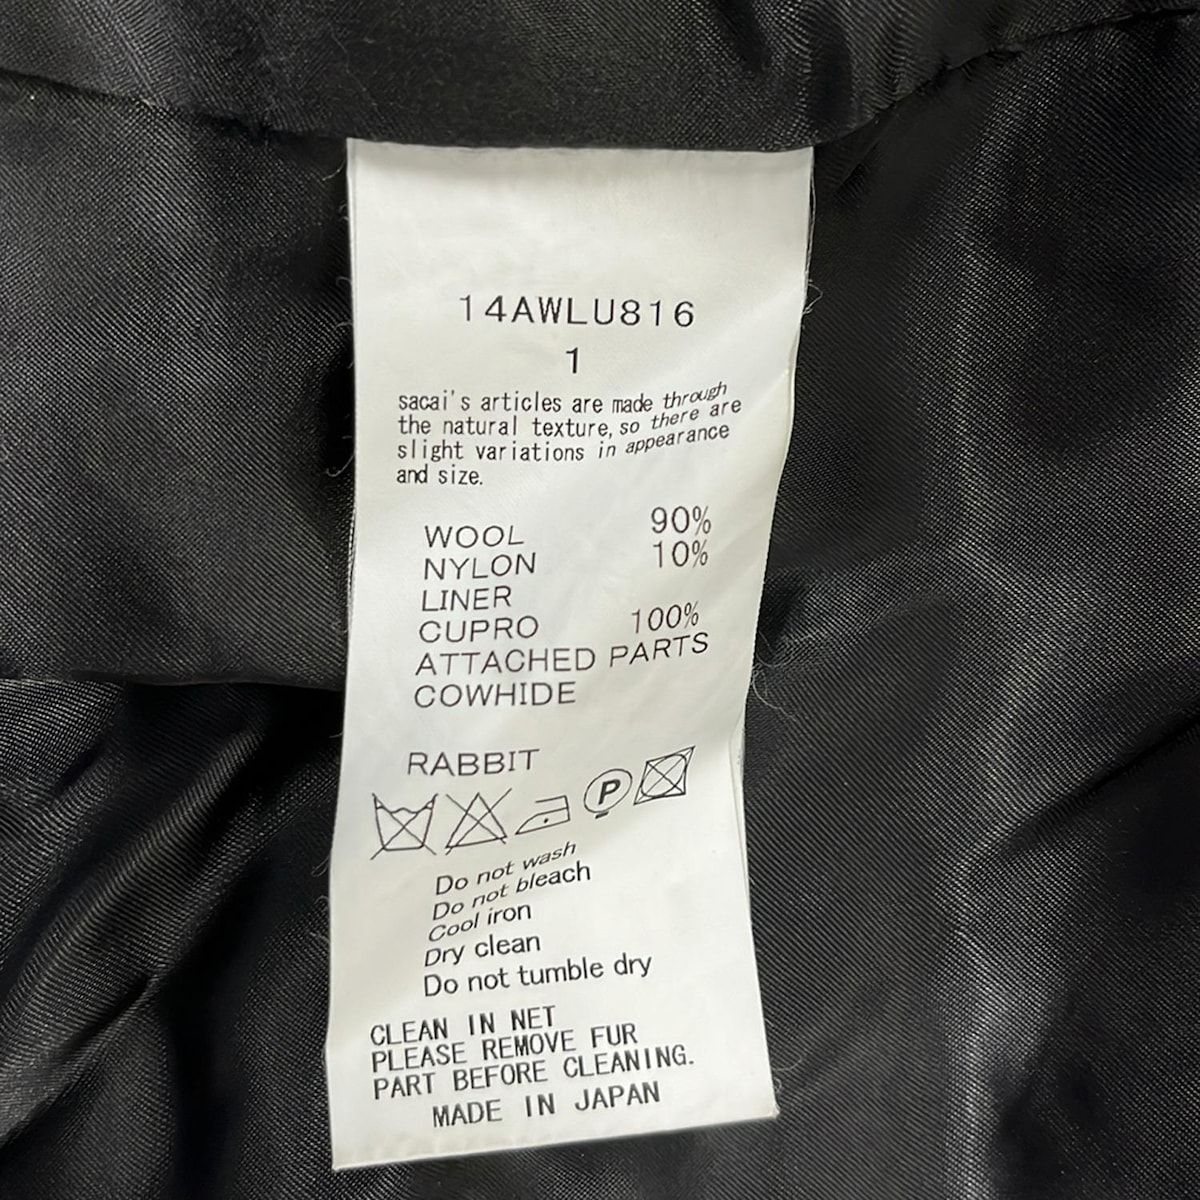 14AWLU816
1
sacai's articles are made through
the natural texture, so there are
slight variations in appearance
and size.
WOOL 90%
NYLON 10%
LINER
CUPRO 100%
ATTACHED PARTS
COWHIDE
RABBIT
P
Do not wash
Do not bleach
Cool iron
Dry clean
Do not tumble dry
CLEAN IN NET
PLEASE REMOVE FUR
PART BEFORE CLEANING.
MADE IN JAPAN